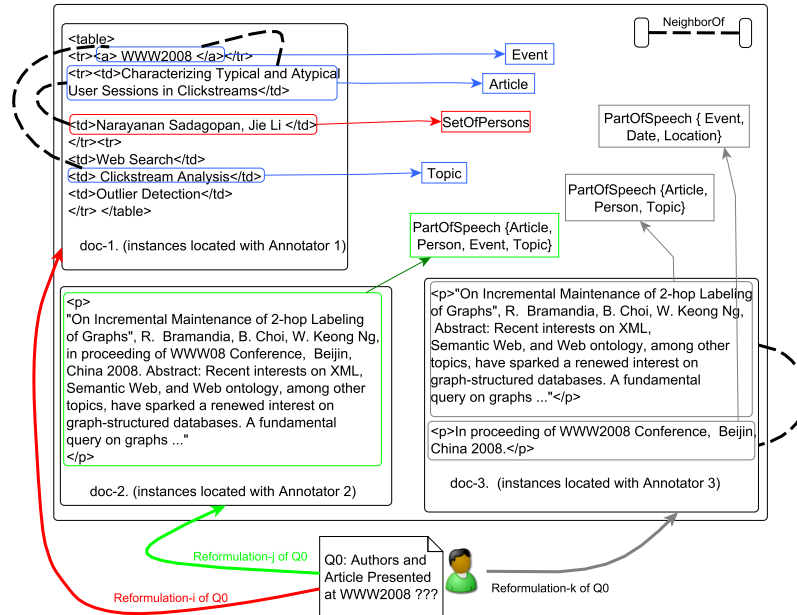 NeighborOf
<table>
<tr><a> WWW2008 </a></tr>
<tr><td>Characterizing Typical and Atypical
User Sessions in Clickstreams</td>
<td>Narayanan Sadagopan, Jie Li </td>
</tr><tr>
<td>Web Search</td>
<td> Clickstream Analysis</td>
<td>Outlier Detection</td>
</tr> </table>
doc-1. (instances located with Annotator 1)
Event
Article
SetOfPersons
Topic
PartOfSpeech { Event,
Date, Location}
PartOfSpeech {Article,
Person, Topic}
PartOfSpeech {Article,
Person, Event, Topic}
<p>
"On Incremental Maintenance of 2-hop Labeling
of Graphs", R.  Bramandia, B. Choi, W. Keong Ng,
in proceeding of WWW08 Conference,  Beijin,
China 2008. Abstract: Recent interests on XML,
Semantic Web, and Web ontology, among other
topics, have sparked a renewed interest on
graph-structured databases. A fundamental
query on graphs ..."
</p>
doc-2. (instances located with Annotator 2)
<p>"On Incremental Maintenance of 2-hop Labeling
of Graphs", R.  Bramandia, B. Choi, W. Keong Ng,
Abstract: Recent interests on XML,
Semantic Web, and Web ontology, among other
topics, have sparked a renewed interest on
graph-structured databases. A fundamental
query on graphs ..."</p>
<p>In proceeding of WWW2008 Conference,  Beijin,
China 2008.</p>
doc-3.  (instances located with Annotator 3)
Reformulation-j of Q0
Reformulation-i of Q0
Q0: Authors and
Article Presented
at WWW2008 ???
Reformulation-k of Q0